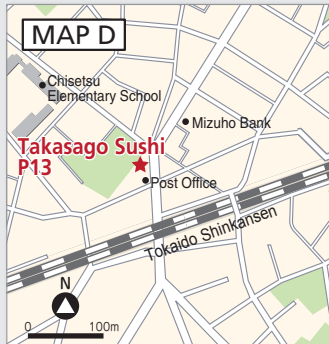 MAP D
Chisetsu
Elementary School
Mizuho Bank
Takasago Sushi
P13
Post Office
Tokaido Shinkansen
N
0 100m